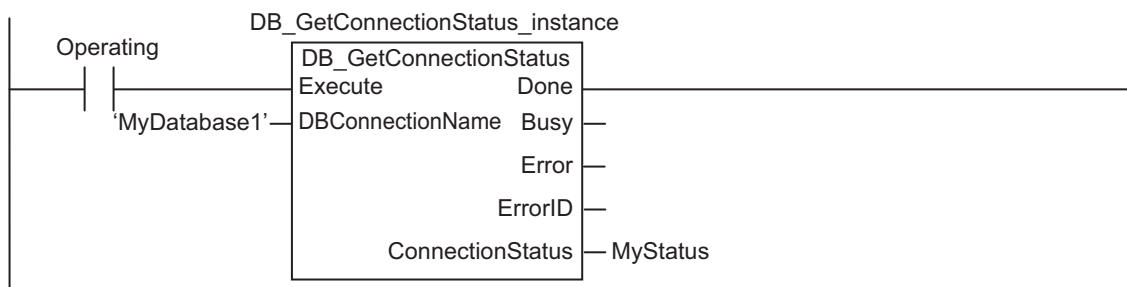 DB_GetConnectionStatus_instance
Operating
DB_GetConnectionStatus
Execute Done
‘MyDatabase1’ DBConnectionName Busy
Error
ErrorID
ConnectionStatus MyStatus